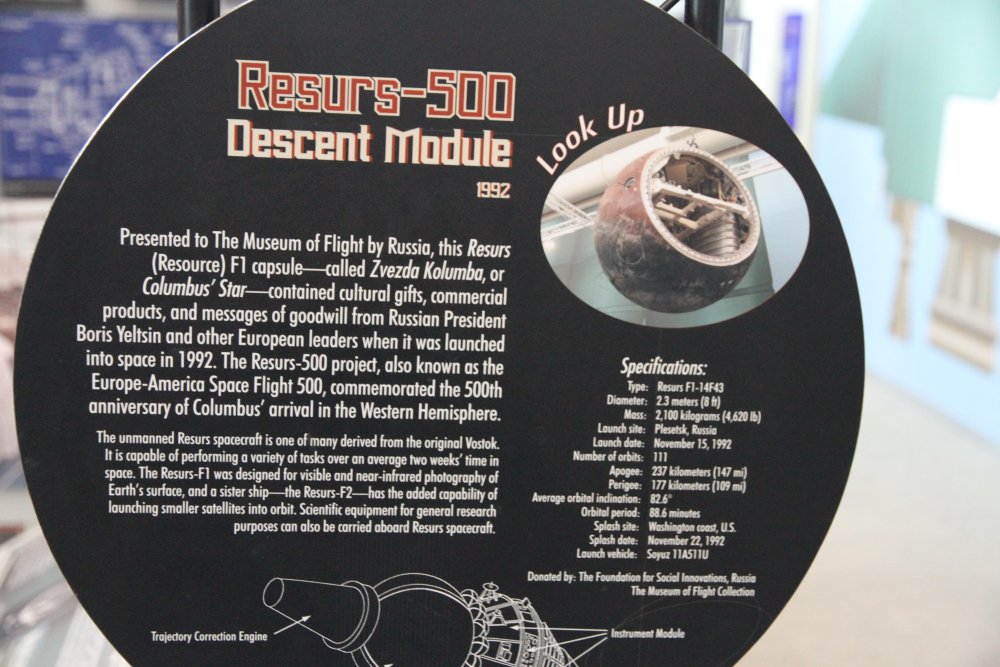 Resurs-500
Descent Module
1992
Look Up
Presented to The Museum of Flight by Russia, this Resurs
(Resource) F1 capsule—called Zvezda Kolumba, or
Columbus' Star—contained cultural gifts, commercial
products, and messages of goodwill from Russian President
Boris Yeltsin and other European leaders when it was launched
into space in 1992. The Resurs-500 project, also known as the
Europe-America Space Flight 500, commemorated the 500th
anniversary of Columbus' arrival in the Western Hemisphere.
The unmanned Resurs spacecraft is one of many derived from the original Vostok.
It is capable of performing a variety of tasks over an average two weeks' time in
space. The Resurs-F1 was designed for visible and near-infrared photography of
Earth's surface, and a sister ship—the Resurs-F2—has the added capability of
launching smaller satellites into orbit. Scientific equipment for general research
purposes can also be carried aboard Resurs spacecraft.
Specifications:
Type: Resurs F1-14F43
Diameter: 2.3 meters (8 ft)
Mass: 2,100 kilograms (4,620 lb)
Launch site: Plesetsk, Russia
Launch date: November 15, 1992
Number of orbits: 111
Apogee: 237 kilometers (147 mi)
Perigee: 177 kilometers (109 mi)
Average orbital inclination: 82.6°
Orbital period: 88.6 minutes
Splash site: Washington coast, U.S.
Splash date: November 22, 1992
Launch vehicle: Soyuz 11A511U
Donated by: The Foundation for Social Innovations, Russia
The Museum of Flight Collection
Trajectory Correction Engine
Instrument Module